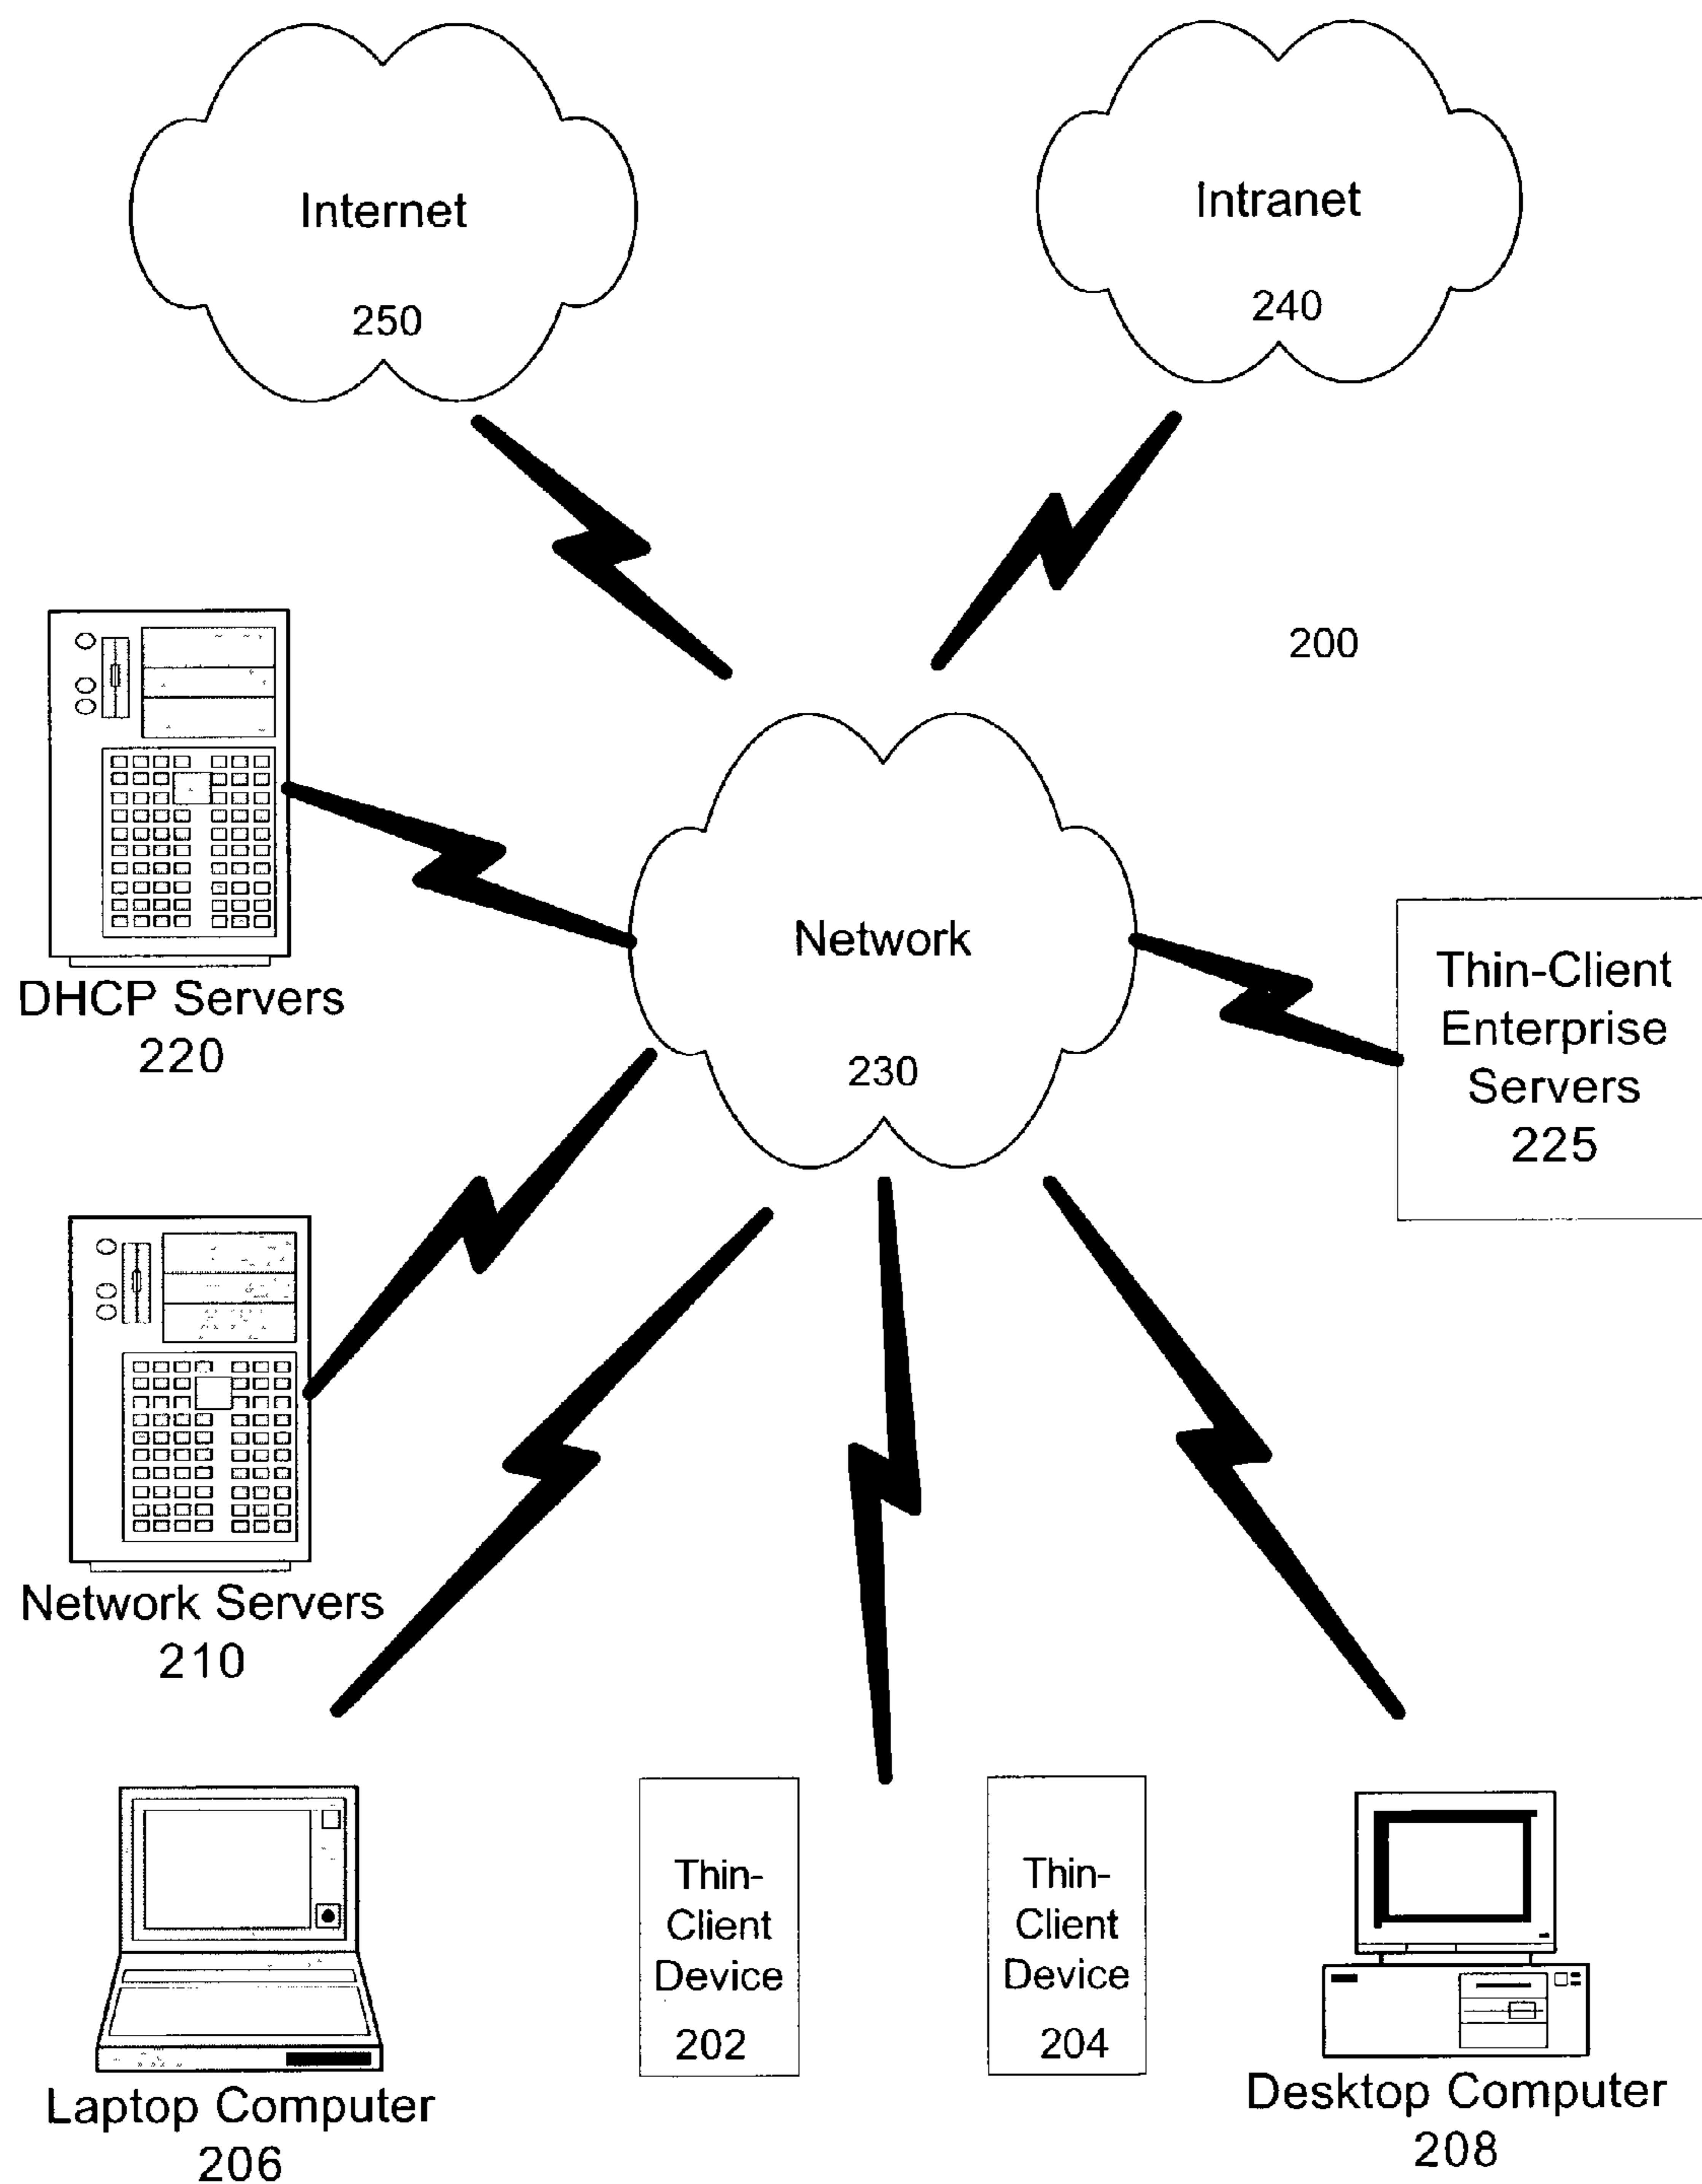 Internet
250
Intranet
240
200
DHCP Servers
220
Network
230
Thin-Client
Enterprise
Servers
225
Network Servers
210
Laptop Computer
206
Thin-
Client
Device
202
Thin-
Client
Device
204
Desktop Computer
208